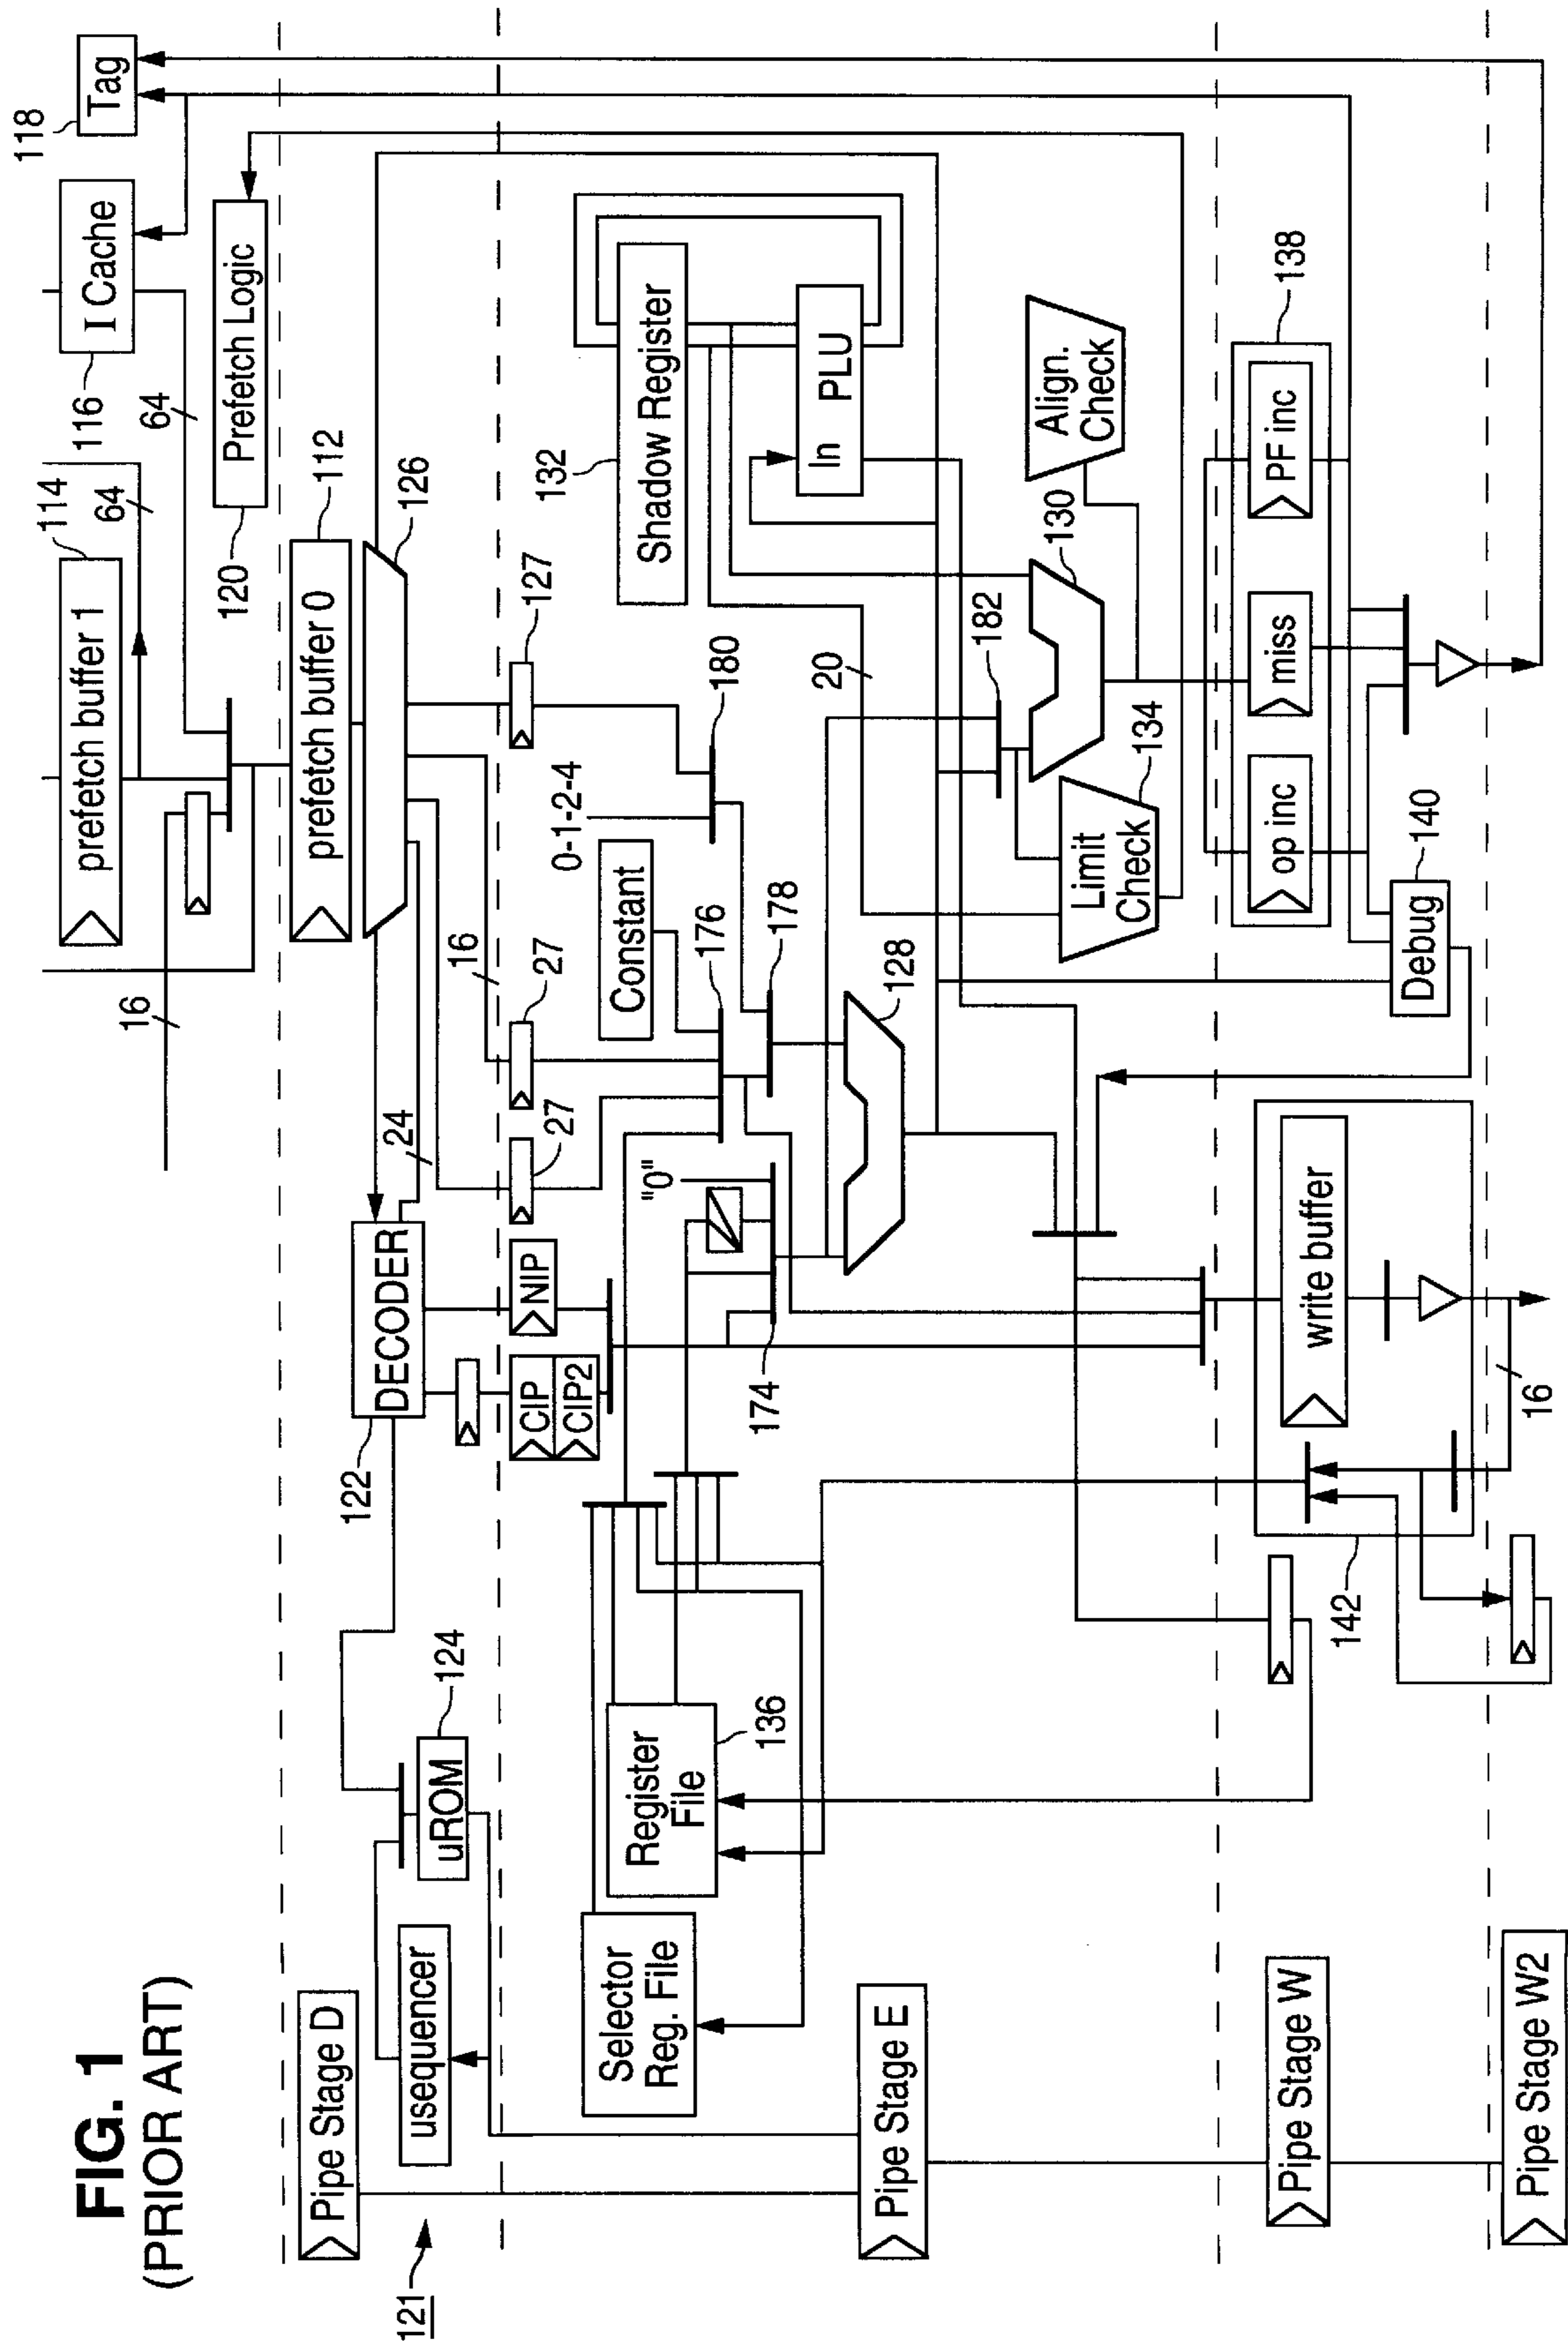 FIG. 1
(PRIOR ART)
114
prefetch buffer 1
64
116
I Cache
118
Tag
16
64
120
Prefetch Logic
Pipe Stage D
112
prefetch buffer 0
126
122
DECODER
24
16
121
usequencer
uROM
124
CIP
CIP2
NIP
27
27
127
Constant
0-1-2-4
180
132
Shadow Register
Selector
Reg. File
Register
File
136
174
"0"
176
178
In
PLU
128
20
182
130
Align.
Check
Limit
Check
134
Pipe Stage E
Pipe Stage W
142
write buffer
Debug
140
op inc
miss
PF inc
138
16
Pipe Stage W2